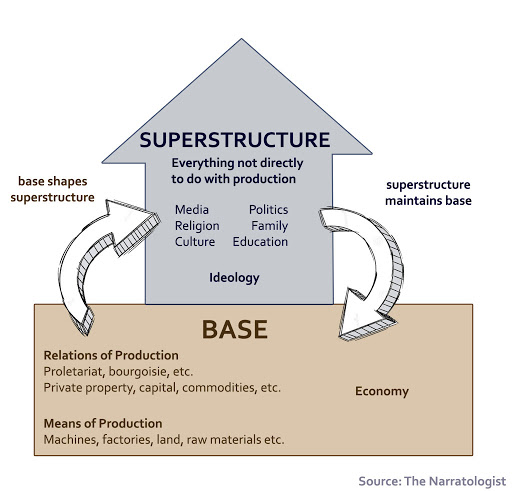 SUPERSTRUCTURE
Everything not directly
to do with production
base shapes
superstructure
superstructure
maintains base
Media Politics
Religion Family
Culture Education
Ideology
BASE
Relations of Production
Proletariat, bourgoisie, etc.
Private property, capital, commodities, etc.
Economy
Means of Production
Machines, factories, land, raw materials etc.
Source: The Narratologist